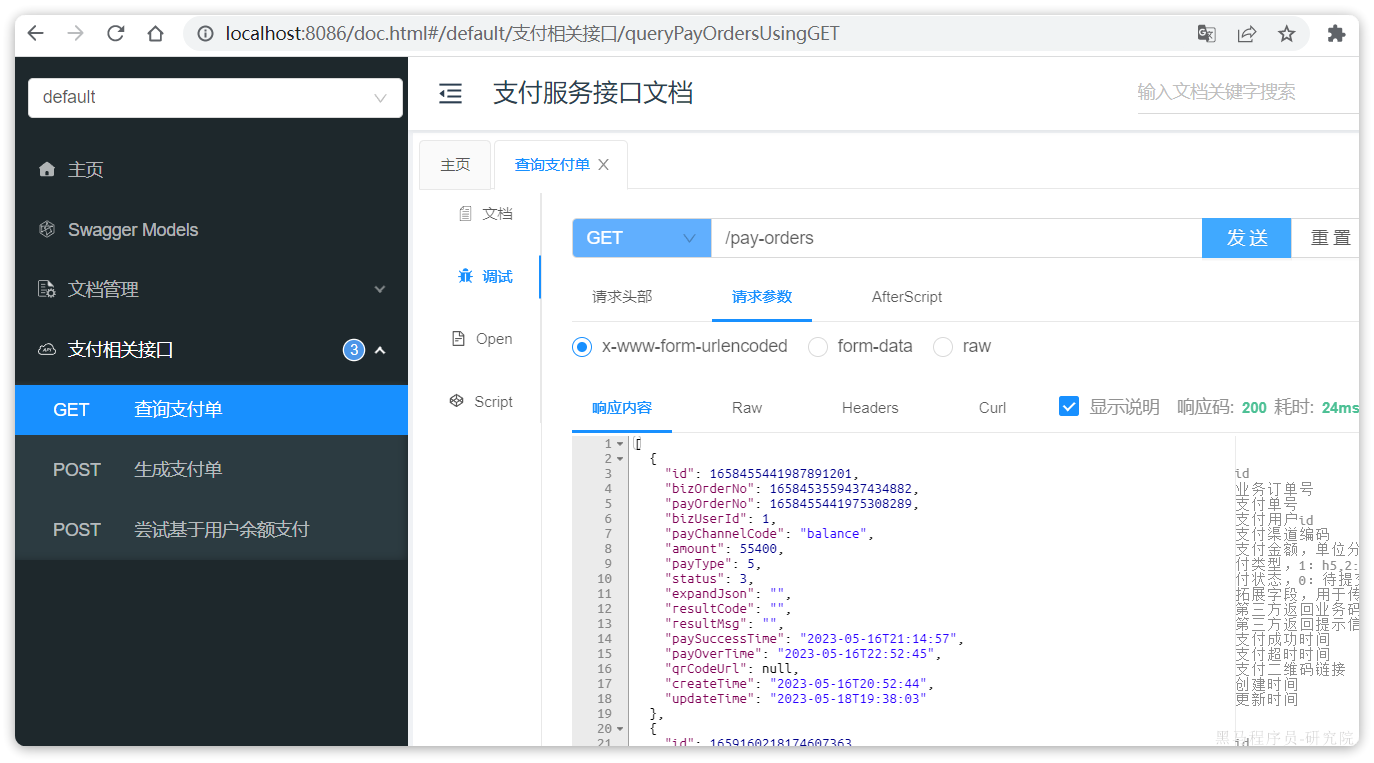 localhost:8086/doc.html#/default/支付相关接口/queryPayOrdersUsingGET
default
支付服务接口文档
输入文档关键字搜索
主页
Swagger Models
文档管理
支付相关接口 3
GET 查询支付单
POST 生成支付单
POST 尝试基于用户余额支付
主页 查询支付单
文档
调试
Open
Script
GET /pay-orders 发送 重置
请求头部 请求参数 AfterScript
x-www-form-urlencoded form-data raw
响应内容 Raw Headers Curl 显示说明 响应码: 200 耗时: 24ms
1 [
2 {
3 "id": 1658455441987891201, id
4 "bizOrderNo": 1658453559437434882, 业务订单号
5 "payOrderNo": 1658455441975308289, 支付单号
6 "bizUserId": 1, 支付用户id
7 "payChannelCode": "balance", 支付渠道编码
8 "amount": 55400, 支付金额，单位分
9 "payType": 5, 付类型，1：h5,2:
10 "status": 3, 付状态，0：待提交
11 "expandJson": "", 拓展字段，用于传
12 "resultCode": "", 第三方返回业务码
13 "resultMsg": "", 第三方返回提示信
14 "paySuccessTime": "2023-05-16T21:14:57", 支付成功时间
15 "payOverTime": "2023-05-16T22:52:45", 支付超时时间
16 "qrCodeUrl": null, 支付二维码链接
17 "createTime": "2023-05-16T20:52:44", 创建时间
18 "updateTime": "2023-05-18T19:38:03" 更新时间
19 },
20 {
21 "id": 1659160218174607363, id
黑马程序员-研究院